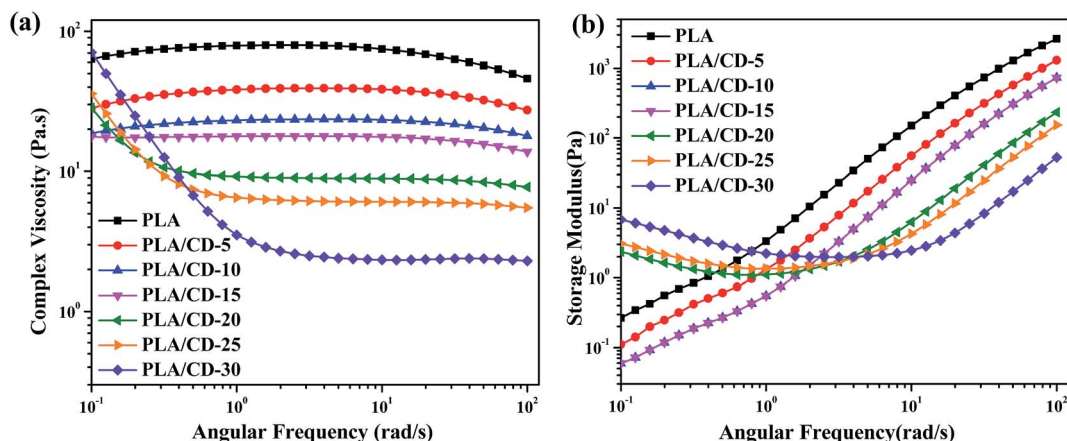 (a)
Complex Viscosity (Pa.s)
10²
10¹
10⁰
PLA
PLA/CD-5
PLA/CD-10
PLA/CD-15
PLA/CD-20
PLA/CD-25
PLA/CD-30
10⁻¹ 10⁰ 10¹ 10²
Angular Frequency (rad/s)
(b)
Storage Modulus(Pa)
10³
10²
10¹
10⁰
10⁻¹
PLA
PLA/CD-5
PLA/CD-10
PLA/CD-15
PLA/CD-20
PLA/CD-25
PLA/CD-30
10⁻¹ 10⁰ 10¹ 10²
Angular Frequency(rad/s)